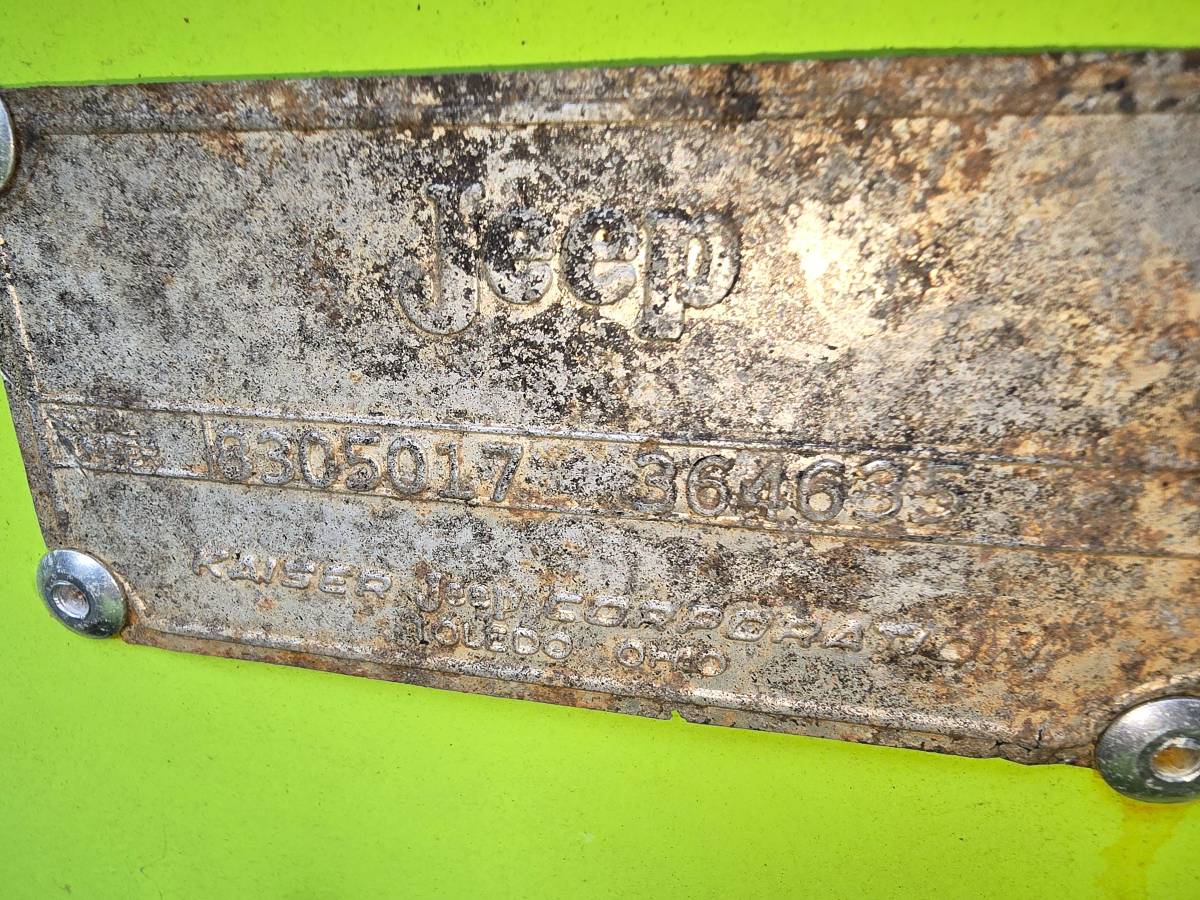 Jeep
8305017 364635
KAISER Jeep CORPORATION
TOLEDO OHIO